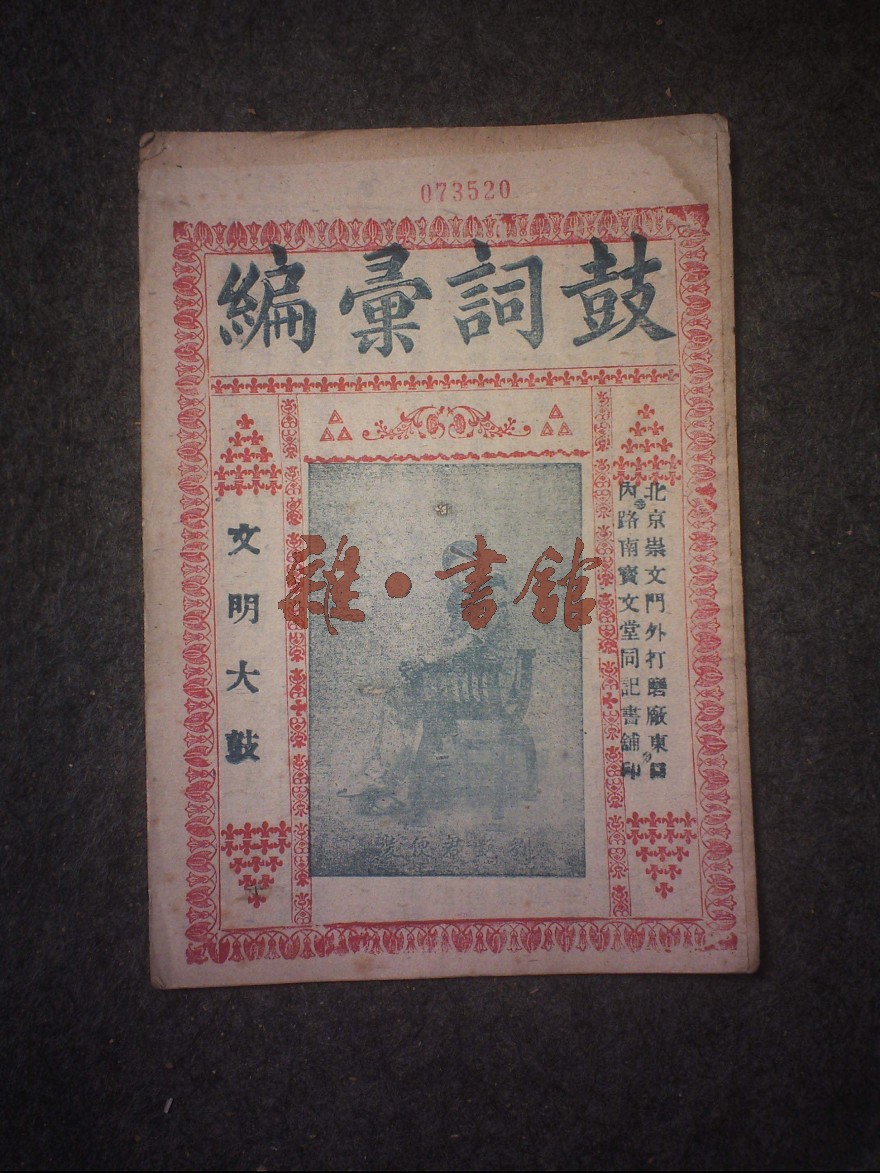 073520
鼓詞彙編
北京崇文門外打磨廠東口
內路南寶文堂同記書舖印
文明大鼓
雜·書館